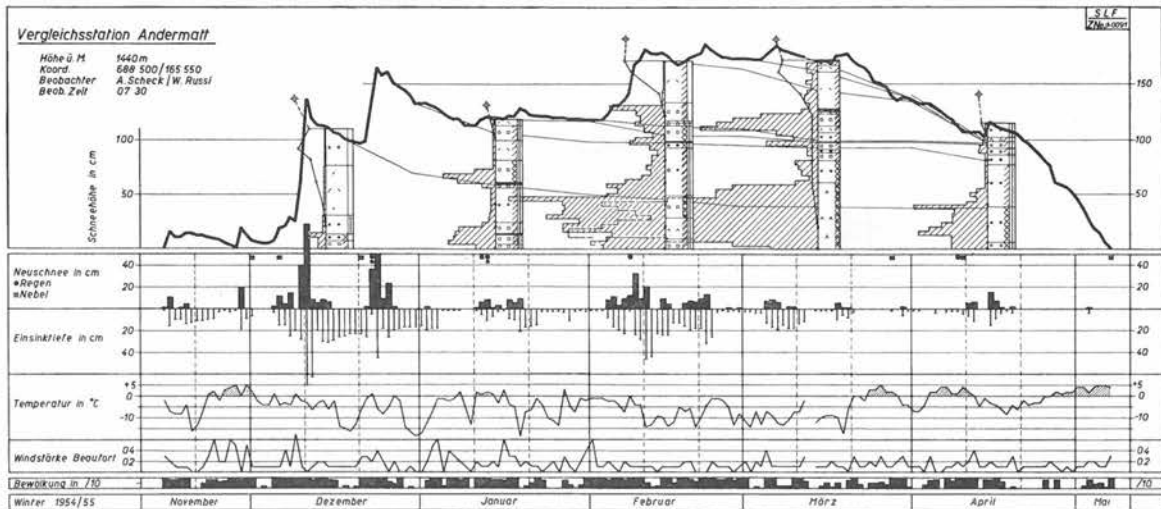 Vergleichsstation Andermatt
SLF
Höhe ü. M. 1440 m
Koord. 688 500/165 550
Beobachter A. Scheck / W. Russi
Beob. Zeit 07 30
Schneehöhe in cm
100
50
150
100
50
Neuschnee in cm
Regen
Nebel
40
20
40
20
Einsinktiefe in cm
20
40
20
40
Temperatur in °C
+5
0
-10
+5
0
-10
Windstärke Beaufort
04
02
04
02
Bewölkung in /10
/10
Winter 1954/55
November
Dezember
Januar
Februar
März
April
Mai